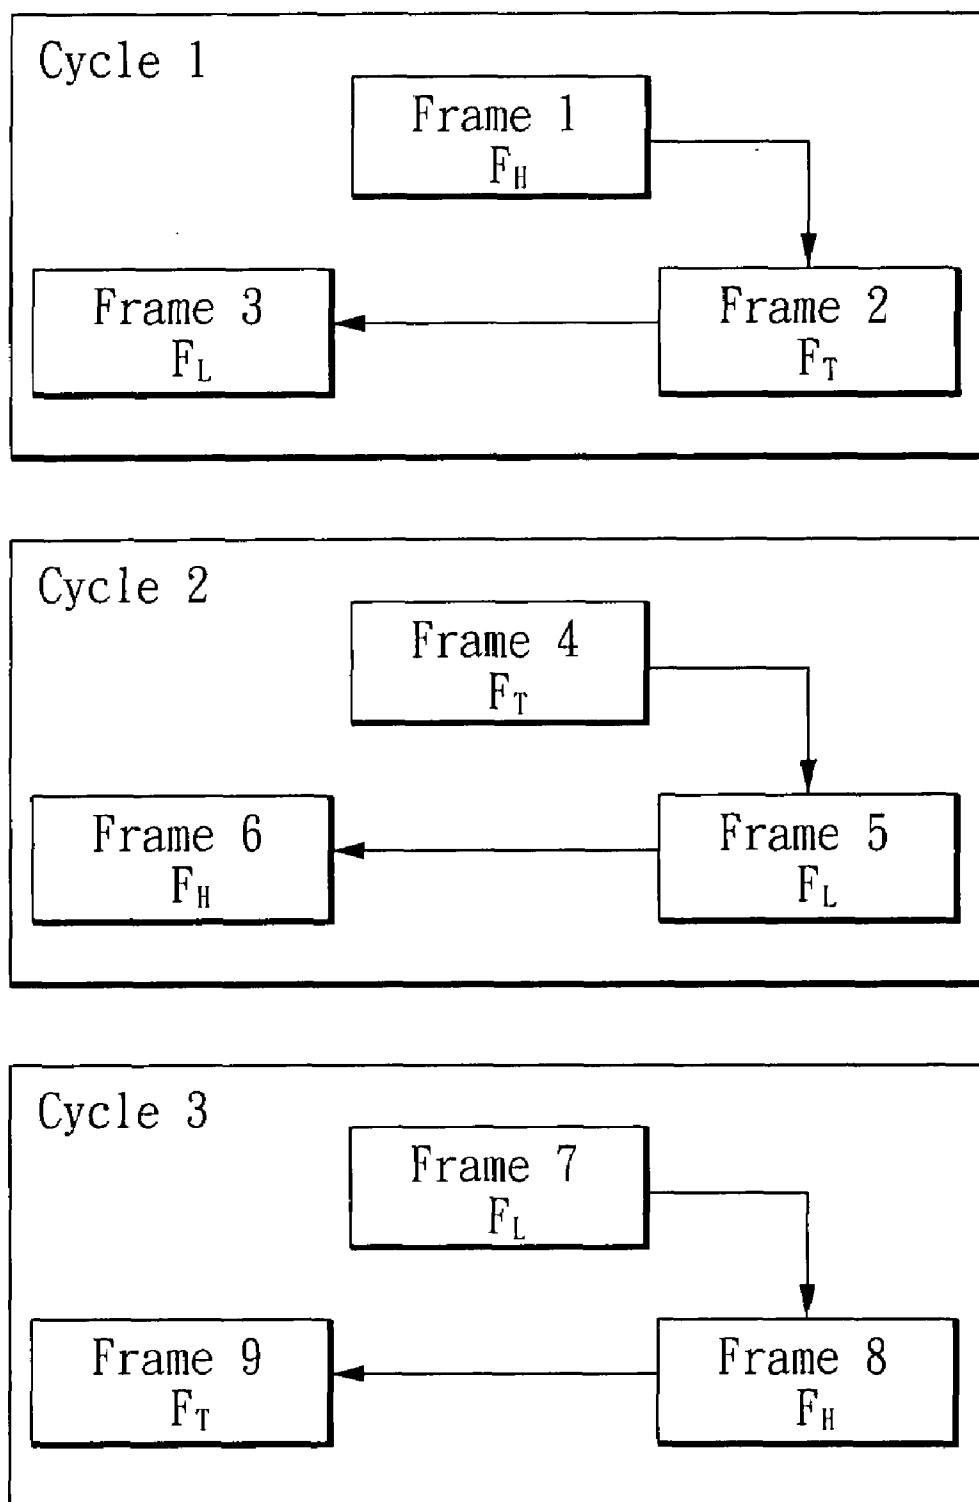 Cycle 1
Frame 1
F_H
Frame 2
F_T
Frame 3
F_L
Cycle 2
Frame 4
F_T
Frame 5
F_L
Frame 6
F_H
Cycle 3
Frame 7
F_L
Frame 8
F_H
Frame 9
F_T